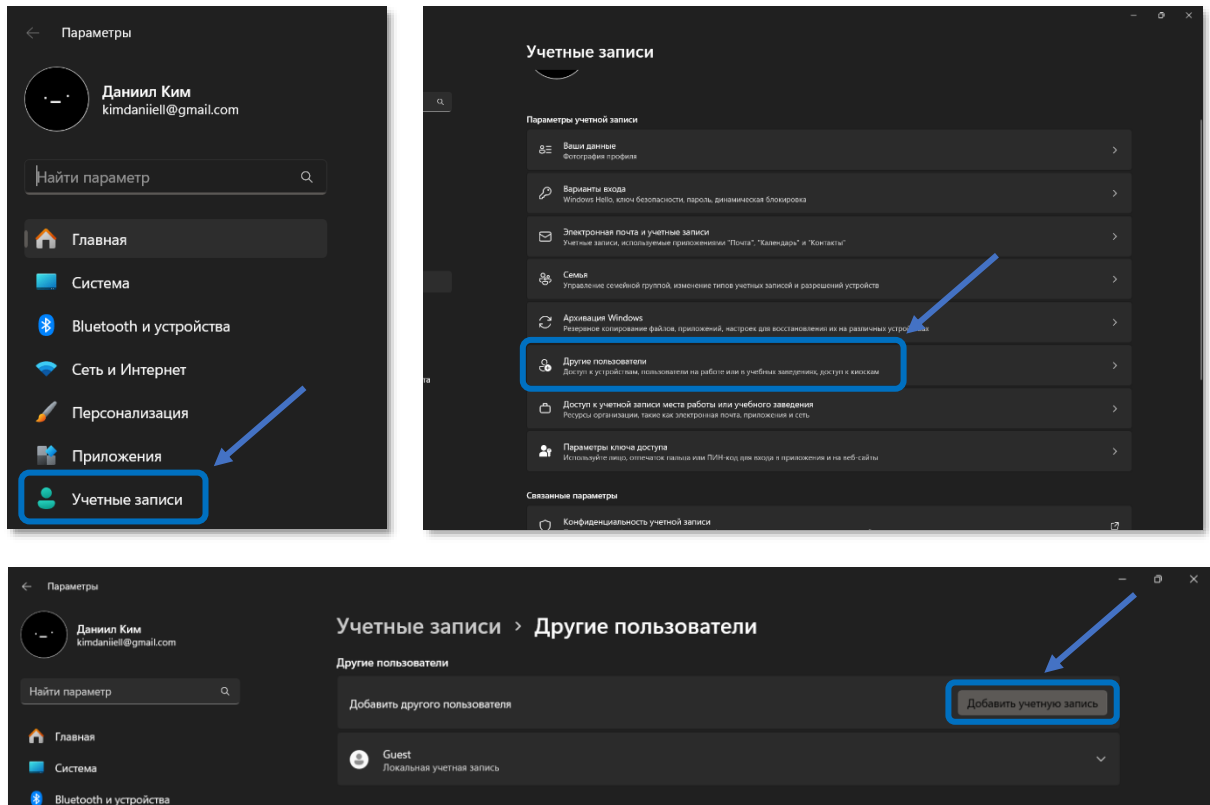 Параметры
Даниил Ким
kimdaniiell@gmail.com
Найти параметр
Главная
Система
Bluetooth и устройства
Сеть и Интернет
Персонализация
Приложения
Учетные записи
Учетные записи
Параметры учетной записи
Ваши данные
Фотография профиля
Варианты входа
Windows Hello, ключ безопасности, пароль, динамическая блокировка
Электронная почта и учетные записи
Учетные записи, используемые приложениями "Почта", "Календарь" и "Контакты"
Семья
Управление семейной группой, изменение типов учетных записей и разрешений устройств
Архивация Windows
Резервное копирование файлов, приложений, настроек для восстановления их на различных устройствах
Другие пользователи
Доступ к устройствам, пользователи на работе или в учебных заведениях, доступ к киоскам
та
Доступ к учетной записи места работы или учебного заведения
Ресурсы организации, такие как электронная почта, приложения и сеть
Параметры ключа доступа
Используйте лицо, отпечаток пальца или ПИН-код для входа в приложения и на веб-сайты
Связанные параметры
Конфиденциальность учетной записи
Параметры
Даниил Ким
kimdaniiell@gmail.com
Найти параметр
Главная
Система
Bluetooth и устройства
Учетные записи > Другие пользователи
Другие пользователи
Добавить другого пользователя
Добавить учетную запись
Guest
Локальная учетная запись